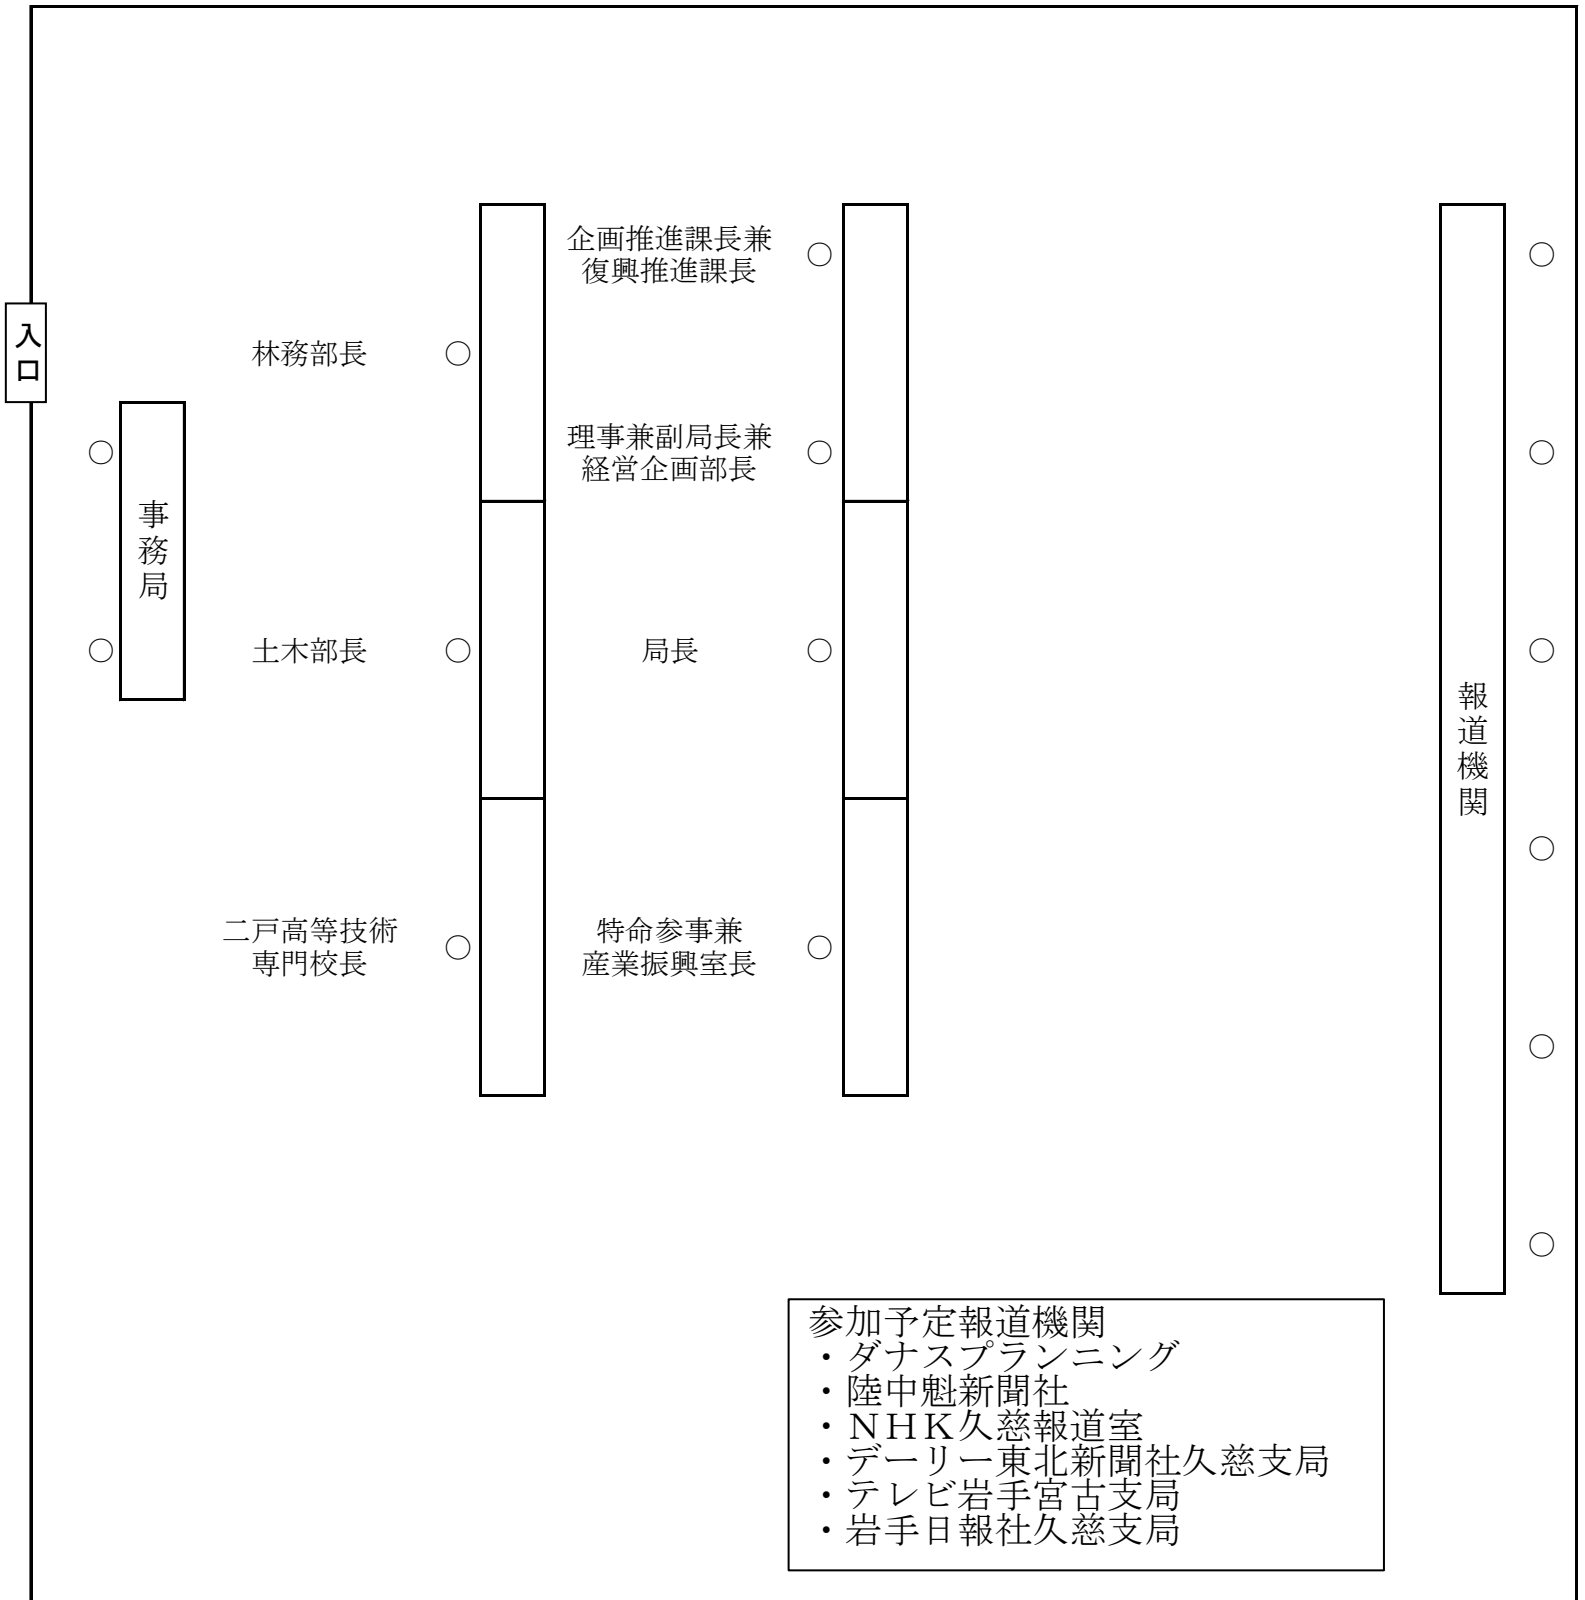 企画推進課長兼
復興推進課長
入口
林務部長
理事兼副局長兼
経営企画部長
事務局
土木部長
局長
報道機関
二戸高等技術
専門校長
特命参事兼
産業振興室長
参加予定報道機関
・ダナスプランニング
・陸中魁新聞社
・ＮＨＫ久慈報道室
・デーリー東北新聞社久慈支局
・テレビ岩手宮古支局
・岩手日報社久慈支局